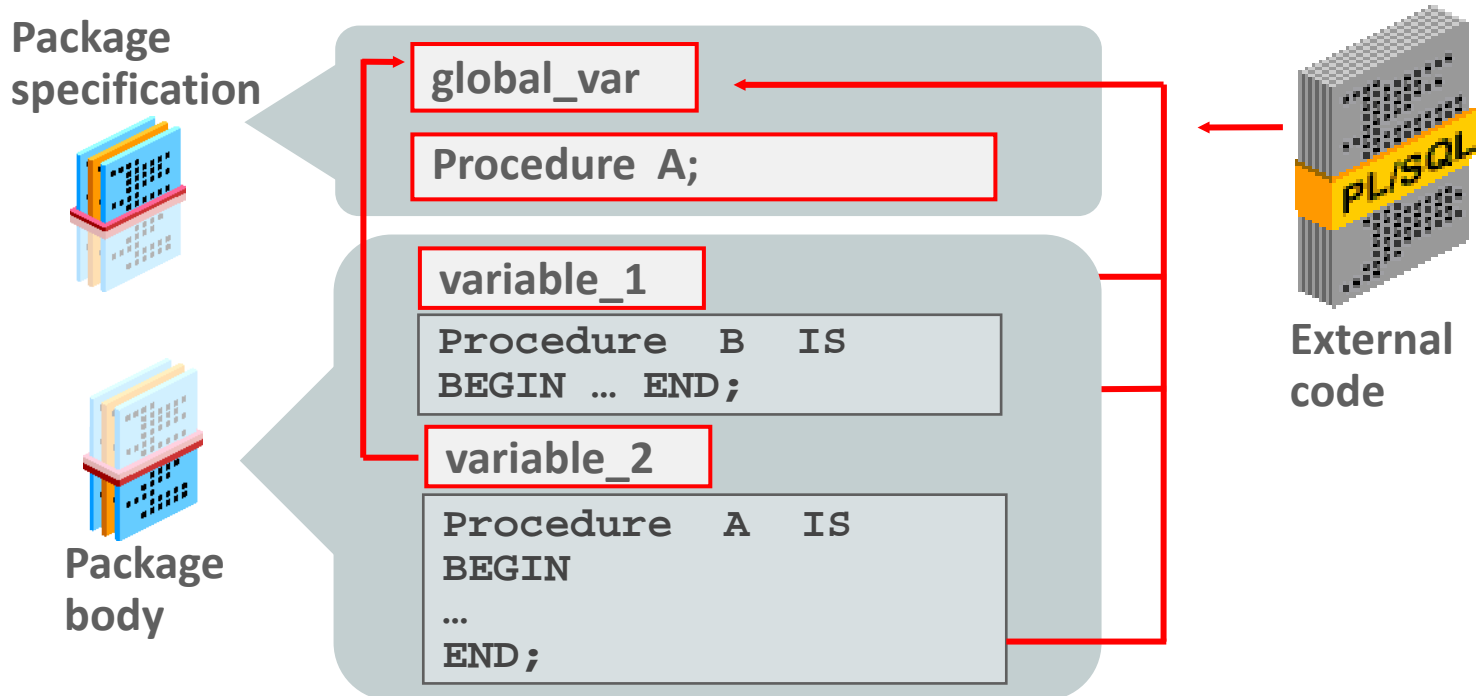 Package
specification
global_var
Procedure A;
PL/SQL
External
code
variable_1
Procedure B IS
BEGIN … END;
variable_2
Procedure A IS
BEGIN
…
END;
Package
body